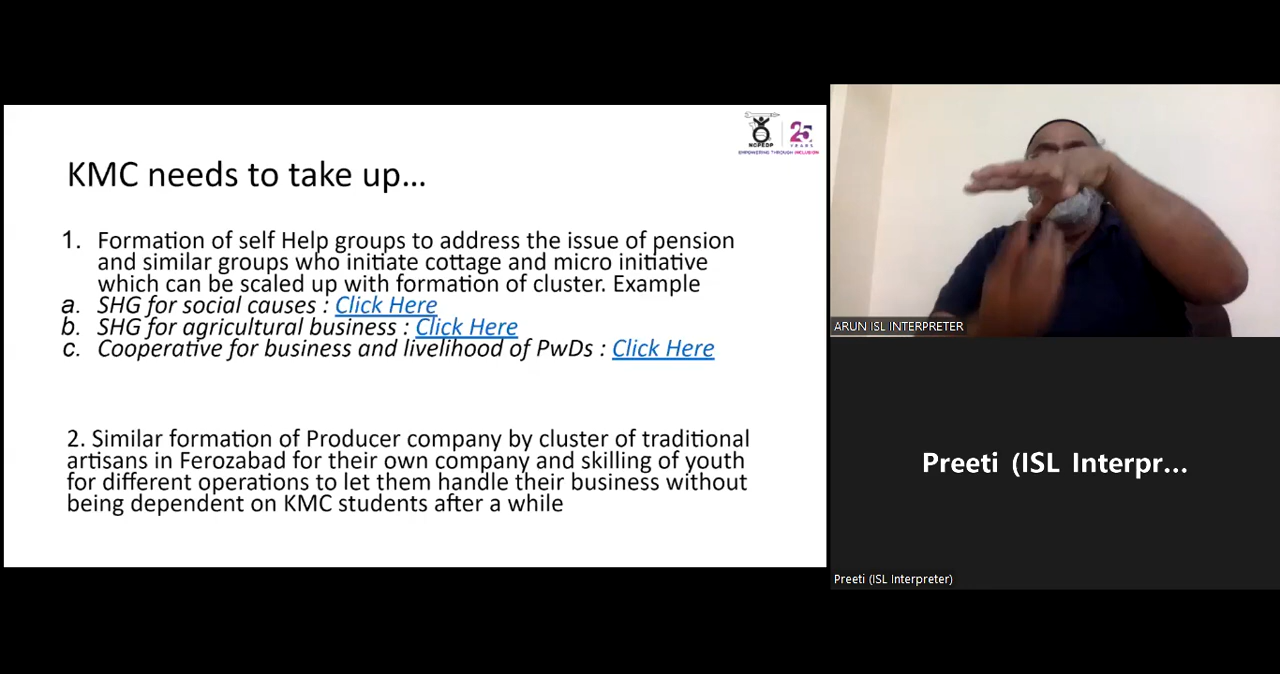 NCPEDP
25
YEARS
EMPOWERING THROUGH INCLUSION
KMC needs to take up...
1. Formation of self Help groups to address the issue of pension
and similar groups who initiate cottage and micro initiative
which can be scaled up with formation of cluster. Example
a. SHG for social causes : Click Here
b. SHG for agricultural business : Click Here
c. Cooperative for business and livelihood of PwDs : Click Here
2. Similar formation of Producer company by cluster of traditional
artisans in Ferozabad for their own company and skilling of youth
for different operations to let them handle their business without
being dependent on KMC students after a while
ARUN ISL INTERPRETER
Preeti (ISL Interpr...
Preeti (ISL Interpreter)